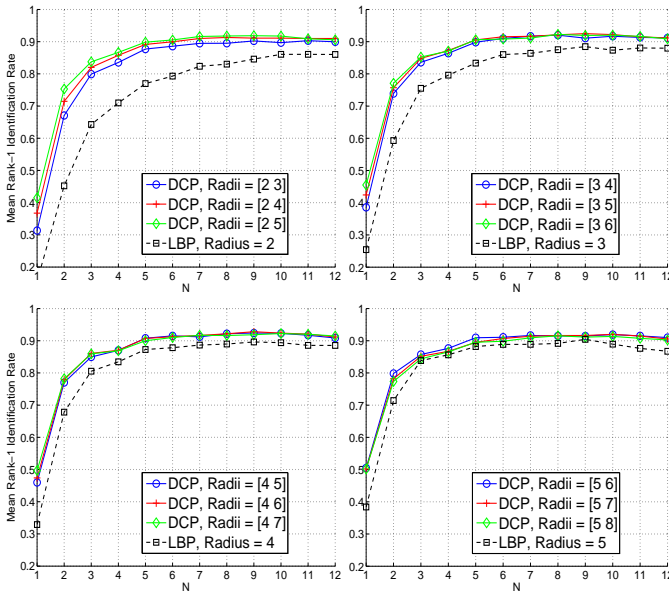 1
0.9
0.8
0.7
0.6
0.5
0.4
0.3
0.2
Mean Rank−1 Identification Rate
1 2 3 4 5 6 7 8 9 10 11 12
N
DCP, Radii = [2 3]
DCP, Radii = [2 4]
DCP, Radii = [2 5]
LBP, Radius = 2
1
0.9
0.8
0.7
0.6
0.5
0.4
0.3
0.2
1 2 3 4 5 6 7 8 9 10 11 12
N
DCP, Radii = [3 4]
DCP, Radii = [3 5]
DCP, Radii = [3 6]
LBP, Radius = 3
1
0.9
0.8
0.7
0.6
0.5
0.4
0.3
0.2
Mean Rank−1 Identification Rate
1 2 3 4 5 6 7 8 9 10 11 12
N
DCP, Radii = [4 5]
DCP, Radii = [4 6]
DCP, Radii = [4 7]
LBP, Radius = 4
1
0.9
0.8
0.7
0.6
0.5
0.4
0.3
0.2
1 2 3 4 5 6 7 8 9 10 11 12
N
DCP, Radii = [5 6]
DCP, Radii = [5 7]
DCP, Radii = [5 8]
LBP, Radius = 5